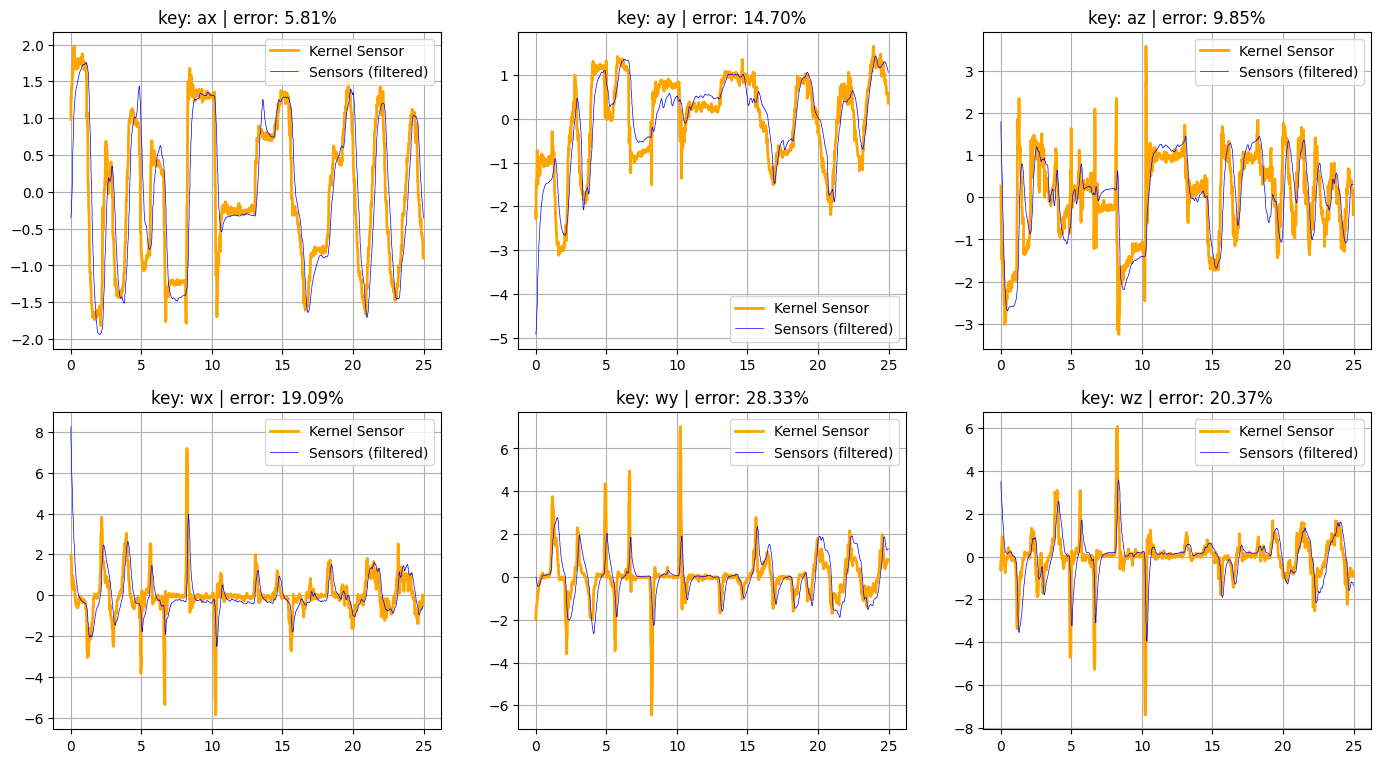 key: ax | error: 5.81%
2.0
1.5
1.0
0.5
0.0
−0.5
−1.0
−1.5
−2.0
0 5 10 15 20 25
Kernel Sensor
Sensors (filtered)
key: ay | error: 14.70%
1
0
−1
−2
−3
−4
−5
0 5 10 15 20 25
Kernel Sensor
Sensors (filtered)
key: az | error: 9.85%
3
2
1
0
−1
−2
−3
0 5 10 15 20 25
Kernel Sensor
Sensors (filtered)
key: wx | error: 19.09%
8
6
4
2
0
−2
−4
−6
0 5 10 15 20 25
Kernel Sensor
Sensors (filtered)
key: wy | error: 28.33%
6
4
2
0
−2
−4
−6
0 5 10 15 20 25
Kernel Sensor
Sensors (filtered)
key: wz | error: 20.37%
6
4
2
0
−2
−4
−6
−8
0 5 10 15 20 25
Kernel Sensor
Sensors (filtered)